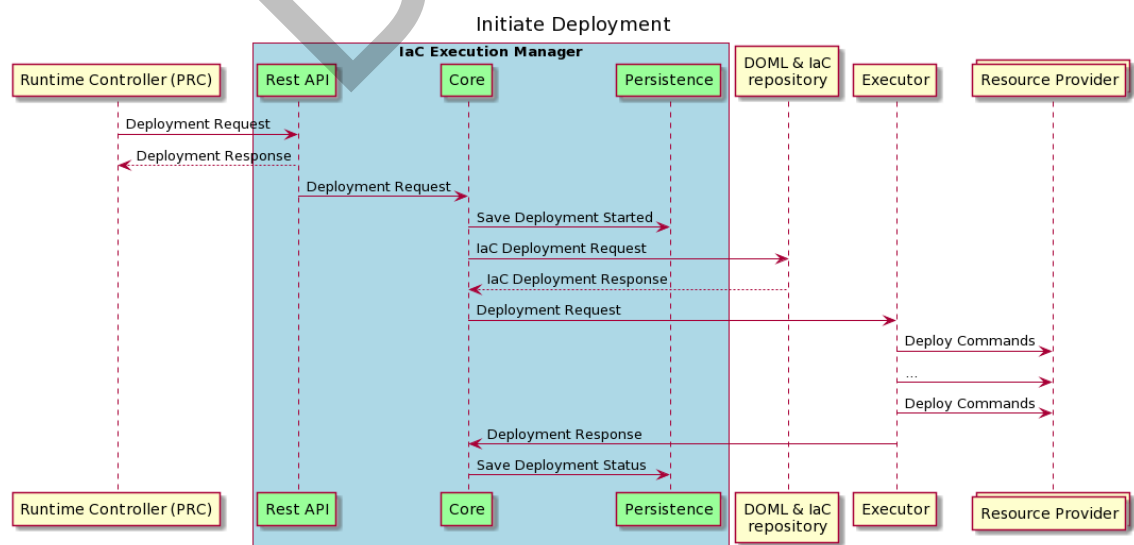 Initiate Deployment
IaC Execution Manager
Runtime Controller (PRC)
Rest API
Core
Persistence
DOML & IaC
repository
Executor
Resource Provider
Deployment Request
Deployment Response
Deployment Request
Save Deployment Started
IaC Deployment Request
IaC Deployment Response
Deployment Request
Deploy Commands
...
Deploy Commands
Deployment Response
Save Deployment Status
Runtime Controller (PRC)
Rest API
Core
Persistence
DOML & IaC
repository
Executor
Resource Provider